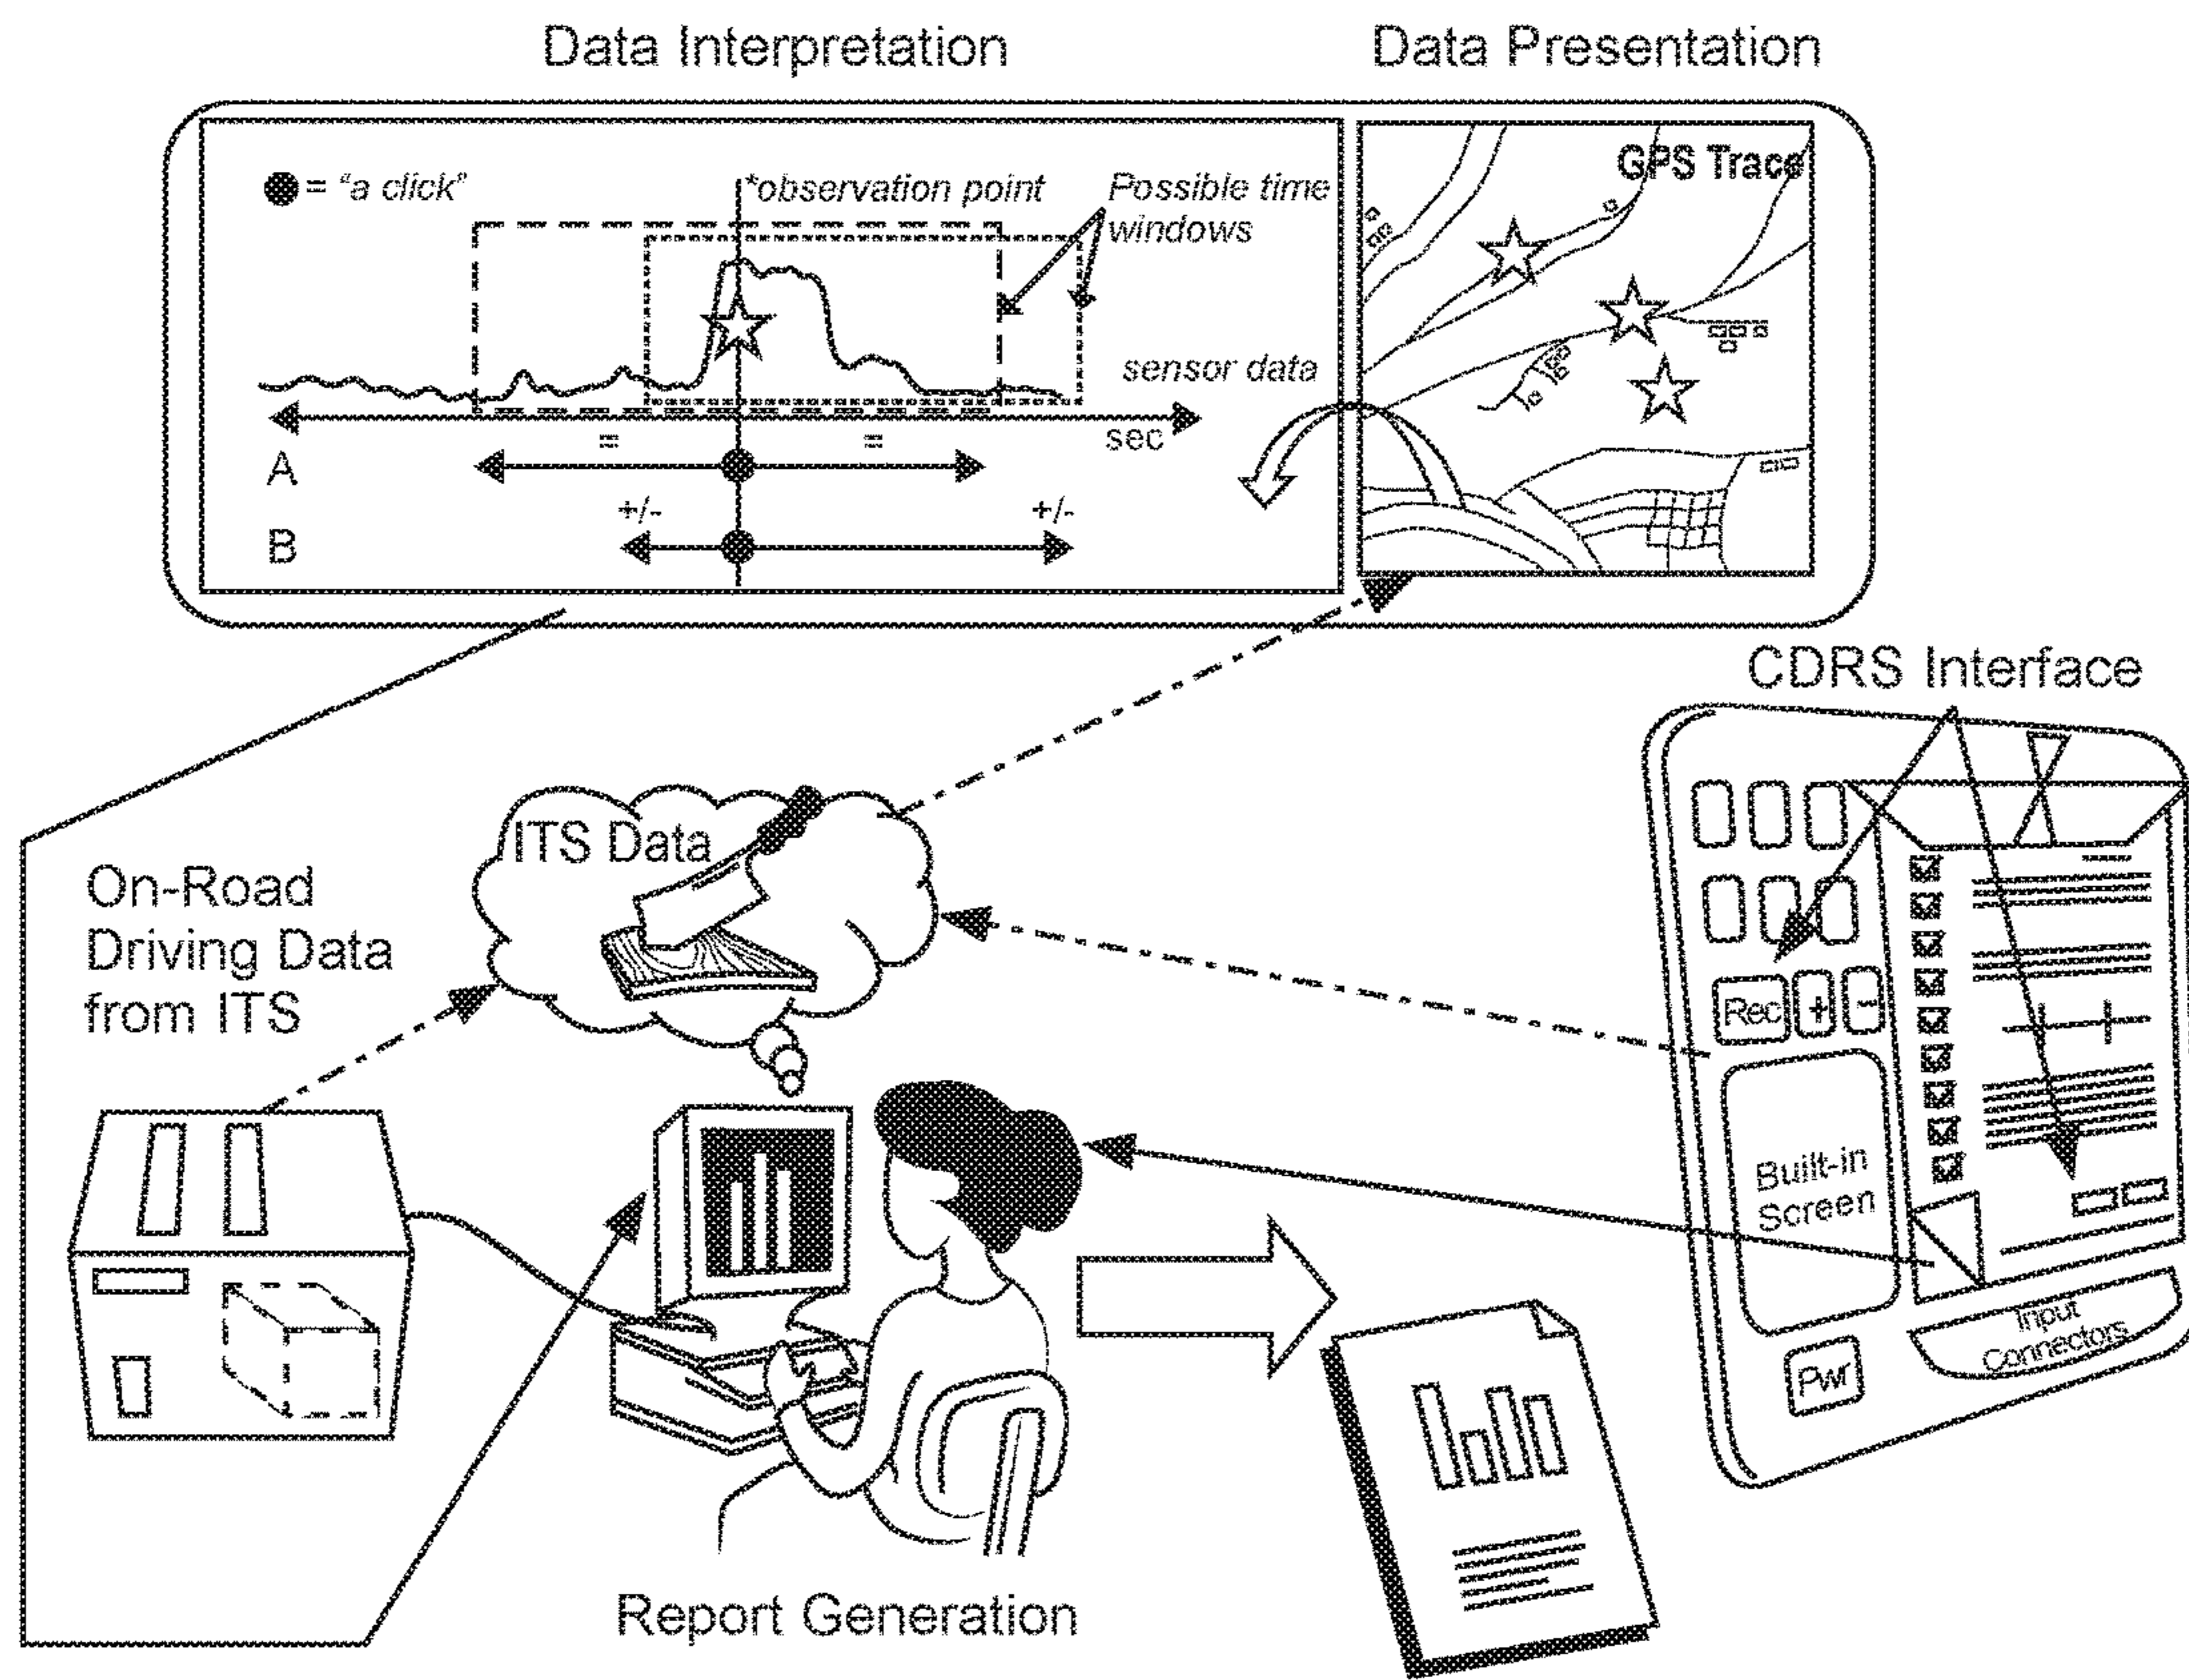 Data Interpretation
Data Presentation
= "a click"
*observation point
Possible time
windows
GPS Trace
sensor data
sec
= =
A
+/- +/-
B
CDRS Interface
ITS Data
On-Road
Driving Data
from ITS
Rec + -
Built-in
Screen
Input
Connectors
Pwr
Report Generation